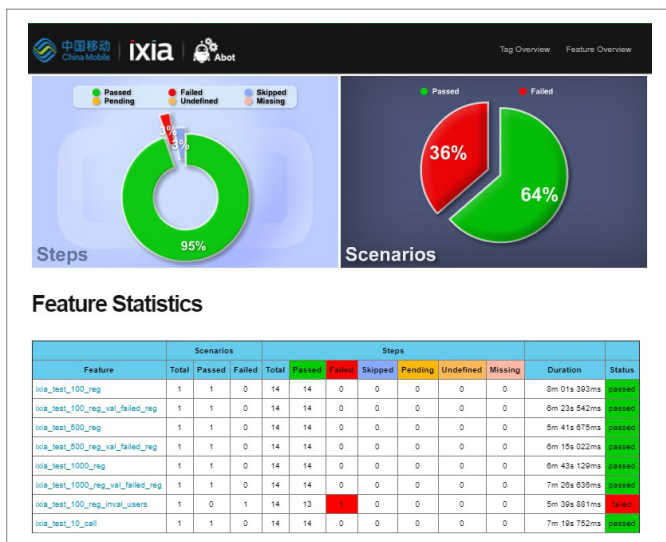 中国移动
China Mobile
ixia
Abot
Tag Overview Feature Overview
Passed Failed Skipped
Pending Undefined Missing
3%
3%
95%
Steps
Passed Failed
36%
64%
Scenarios
Feature Statistics
Scenarios Steps
Feature Total Passed Failed Total Passed Failed Skipped Pending Undefined Missing Duration Status
ixia_test_100_reg 1 1 0 14 14 0 0 0 0 0 8m 01s 393ms passed
ixia_test_100_reg_val_failed_reg 1 1 0 14 14 0 0 0 0 0 6m 23s 542ms passed
ixia_test_500_reg 1 1 0 14 14 0 0 0 0 0 5m 41s 675ms passed
ixia_test_500_reg_val_failed_reg 1 1 0 14 14 0 0 0 0 0 6m 15s 022ms passed
ixia_test_1000_reg 1 1 0 14 14 0 0 0 0 0 6m 43s 129ms passed
ixia_test_1000_reg_val_failed_reg 1 1 0 14 14 0 0 0 0 0 7m 26s 636ms passed
ixia_test_100_reg_inval_users 1 0 1 14 13 1 0 0 0 0 5m 39s 881ms failed
ixia_test_10_call 1 1 0 14 14 0 0 0 0 0 7m 19s 752ms passed